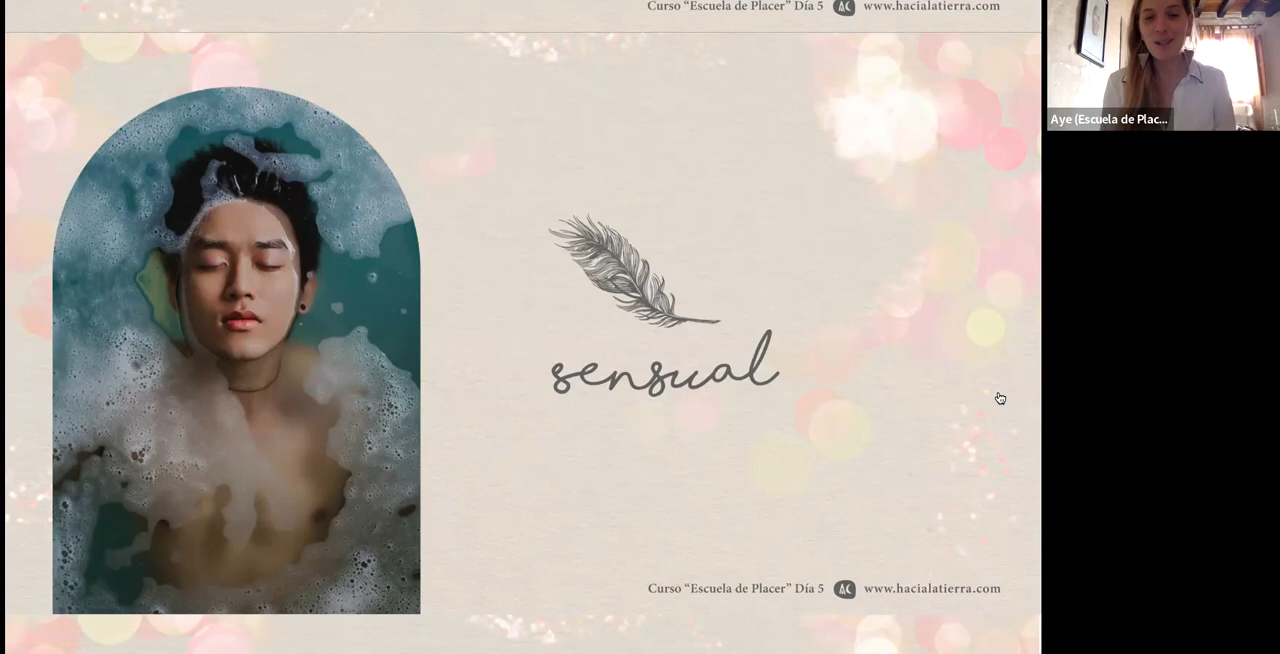 Curso “Escuela de Placer” Día 5 AC www.hacialatierra.com
Aye (Escuela de Plac...
sensual
Curso “Escuela de Placer” Día 5 AC www.hacialatierra.com